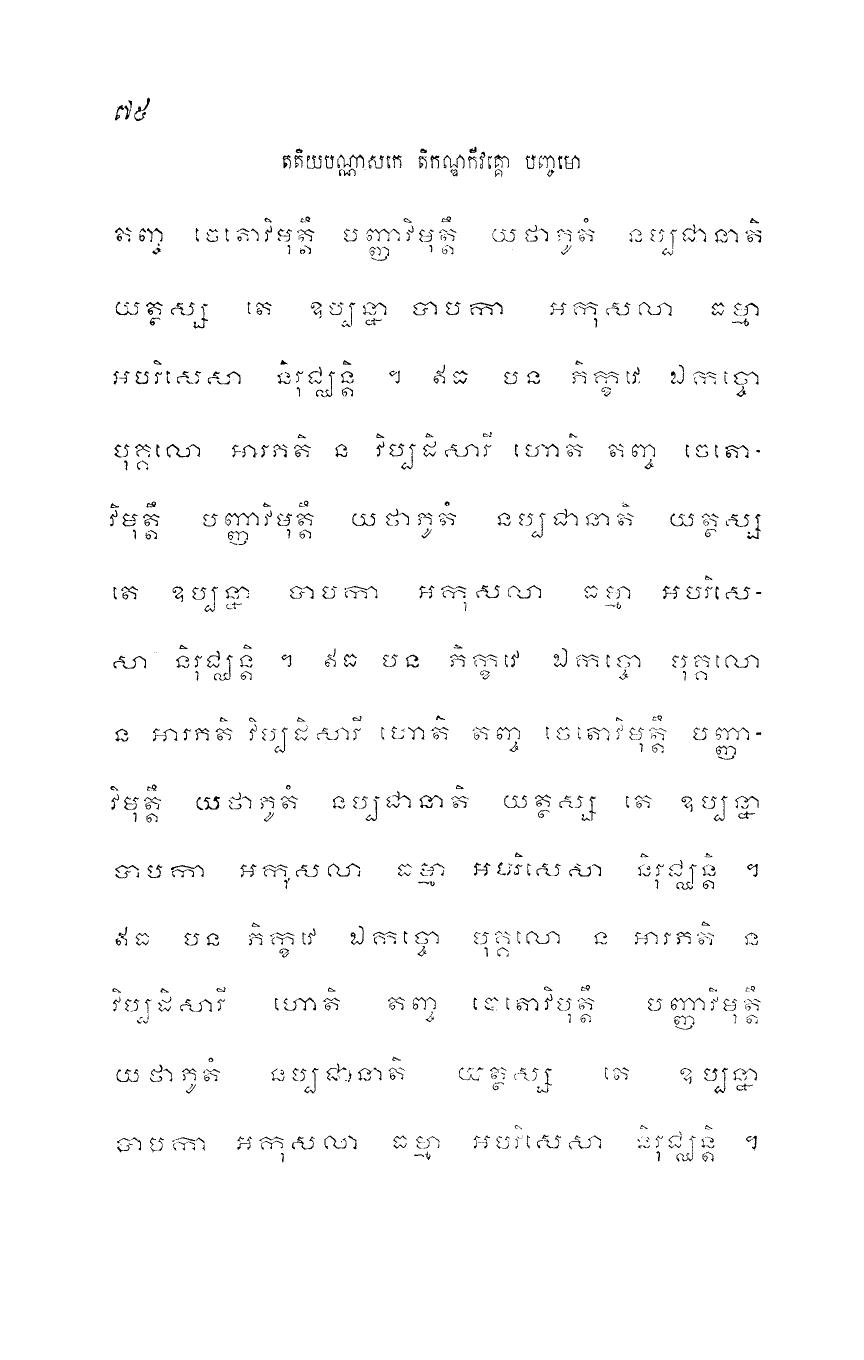 ៧៥
តតិយបណ្ណាសកេ តិកណ្ឌកីវគ្គោ បញ្ចមោ
តញ្ច ចេតោវិមុត្តឹ បញ្ញាវិមុត្តឹ យថាភូតំ នប្បជានាតិ
យត្ថស្ស តេ ឧប្បន្នា បាបកា អកុសលា ធម្មា
អបរិសេសា និរុជ្ឈន្តិ ។ ឥធ បន ភិក្ខវេ ឯកច្ចោ
បុគ្គលោ អារភតិ ន វិប្បដិសារី ហោតិ តញ្ច ចេតោ-
វិមុត្តឹ បញ្ញាវិមុត្តឹ យថាភូតំ នប្បជានាតិ យត្ថស្ស
តេ ឧប្បន្នា បាបកា អកុសលា ធម្មា អបរិសេ-
សា និរុជ្ឈន្តិ ។ ឥធ បន ភិក្ខវេ ឯកច្ចោ បុគ្គលោ
ន អារភតិ វិប្បដិសារី ហោតិ តញ្ច ចេតោវិមុត្តឹ បញ្ញា-
វិមុត្តឹ យថាភូតំ នប្បជានាតិ យត្ថស្ស តេ ឧប្បន្នា
បាបកា អកុសលា ធម្មា អបរិសេសា និរុជ្ឈន្តិ ។
ឥធ បន ភិក្ខវេ ឯកច្ចោ បុគ្គលោ ន អារភតិ ន
វិប្បដិសារី ហោតិ តញ្ច ចេតោវិមុត្តឹ បញ្ញាវិមុត្តឹ
យថាភូតំ នប្បជានាតិ យត្ថស្ស តេ ឧប្បន្នា
បាបកា អកុសលា ធម្មា អបរិសេសា និរុជ្ឈន្តិ ។